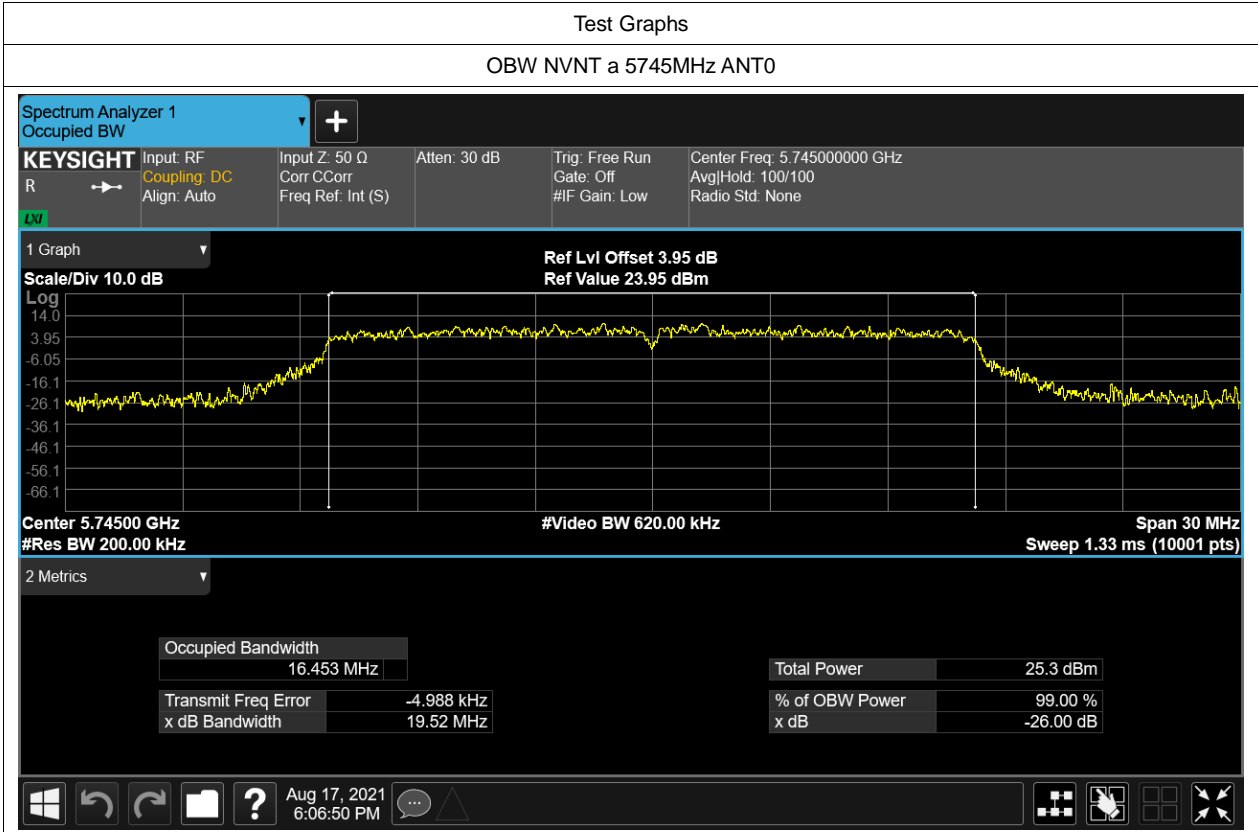 Test Graphs
OBW NVNT a 5745MHz ANT0
Spectrum Analyzer 1
Occupied BW
KEYSIGHT
R
LXI
Input: RF
Coupling: DC
Align: Auto
Input Z: 50 Ω
Corr CCorr
Freq Ref: Int (S)
Atten: 30 dB
Trig: Free Run
Gate: Off
#IF Gain: Low
Center Freq: 5.745000000 GHz
Avg|Hold: 100/100
Radio Std: None
1 Graph
Scale/Div 10.0 dB
Ref Lvl Offset 3.95 dB
Ref Value 23.95 dBm
Log
14.0
3.95
-6.05
-16.1
-26.1
-36.1
-46.1
-56.1
-66.1
Center 5.74500 GHz
#Res BW 200.00 kHz
#Video BW 620.00 kHz
Span 30 MHz
Sweep 1.33 ms (10001 pts)
2 Metrics
Occupied Bandwidth
16.453 MHz
Total Power 25.3 dBm
Transmit Freq Error -4.988 kHz
% of OBW Power 99.00 %
x dB Bandwidth 19.52 MHz
x dB -26.00 dB
?
Aug 17, 2021
6:06:50 PM